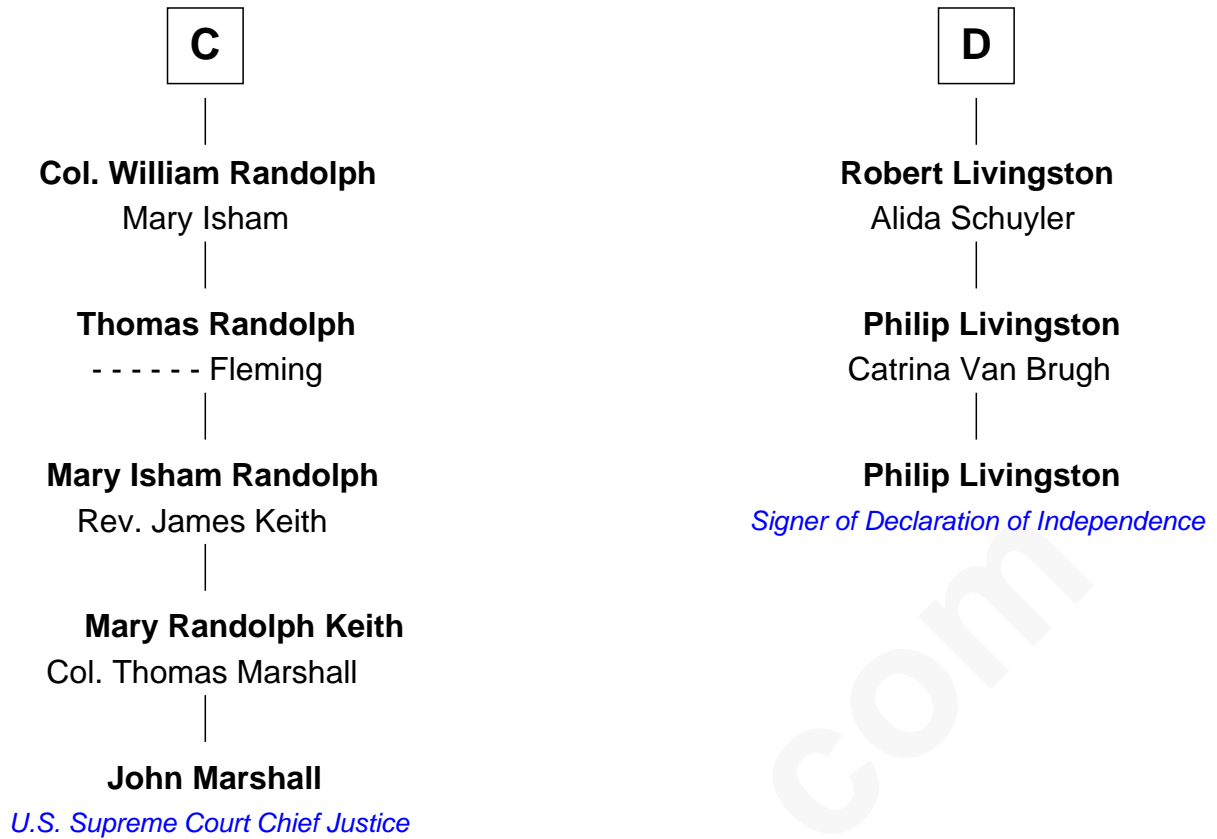 C
Col. William Randolph
Mary Isham
Thomas Randolph
- - - - - - Fleming
Mary Isham Randolph
Rev. James Keith
Mary Randolph Keith
Col. Thomas Marshall
John Marshall
U.S. Supreme Court Chief Justice
D
Robert Livingston
Alida Schuyler
Philip Livingston
Catrina Van Brugh
Philip Livingston
Signer of Declaration of Independence
com